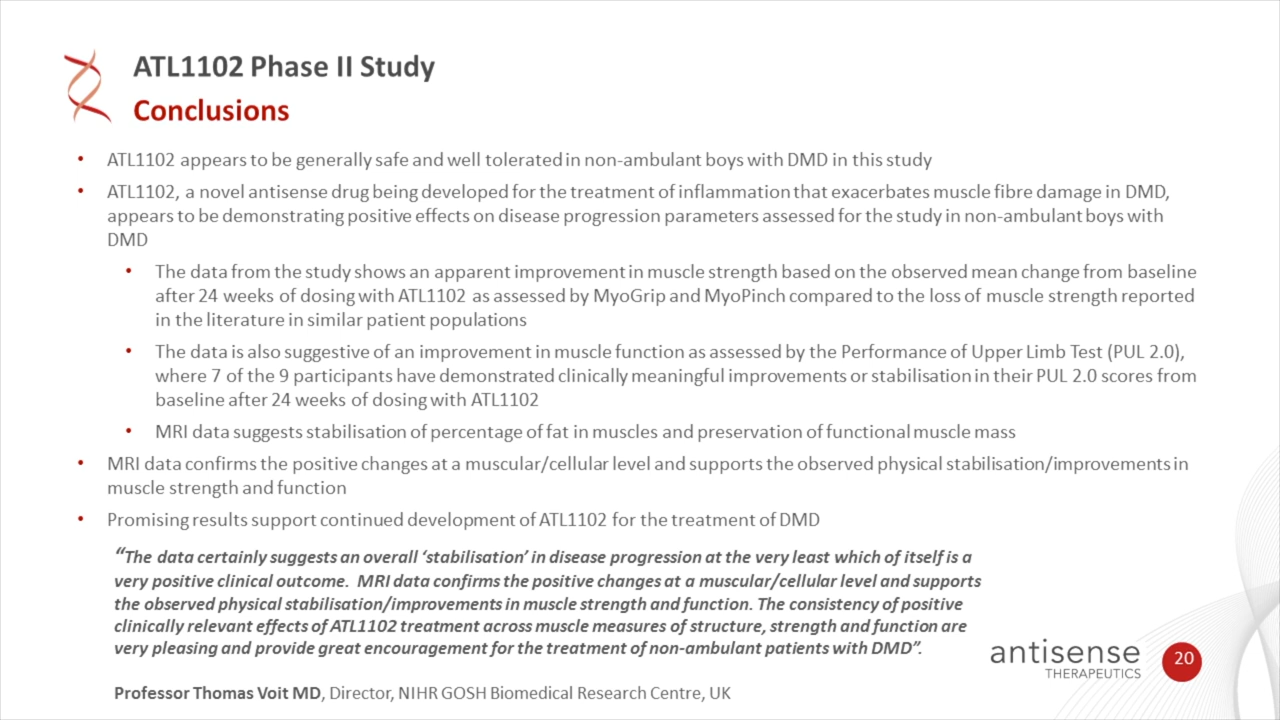 ATL1102 Phase II Study
Conclusions
• ATL1102 appears to be generally safe and well tolerated in non-ambulant boys with DMD in this study
• ATL1102, a novel antisense drug being developed for the treatment of inflammation that exacerbates muscle fibre damage in DMD,
appears to be demonstrating positive effects on disease progression parameters assessed for the study in non-ambulant boys with
DMD
• The data from the study shows an apparent improvement in muscle strength based on the observed mean change from baseline
after 24 weeks of dosing with ATL1102 as assessed by MyoGrip and MyoPinch compared to the loss of muscle strength reported
in the literature in similar patient populations
• The data is also suggestive of an improvement in muscle function as assessed by the Performance of Upper Limb Test (PUL 2.0),
where 7 of the 9 participants have demonstrated clinically meaningful improvements or stabilisation in their PUL 2.0 scores from
baseline after 24 weeks of dosing with ATL1102
• MRI data suggests stabilisation of percentage of fat in muscles and preservation of functional muscle mass
• MRI data confirms the positive changes at a muscular/cellular level and supports the observed physical stabilisation/improvements in
muscle strength and function
• Promising results support continued development of ATL1102 for the treatment of DMD
“The data certainly suggests an overall ‘stabilisation’ in disease progression at the very least which of itself is a
very positive clinical outcome. MRI data confirms the positive changes at a muscular/cellular level and supports
the observed physical stabilisation/improvements in muscle strength and function. The consistency of positive
clinically relevant effects of ATL1102 treatment across muscle measures of structure, strength and function are
very pleasing and provide great encouragement for the treatment of non-ambulant patients with DMD”.
Professor Thomas Voit MD, Director, NIHR GOSH Biomedical Research Centre, UK
antisense
THERAPEUTICS
20